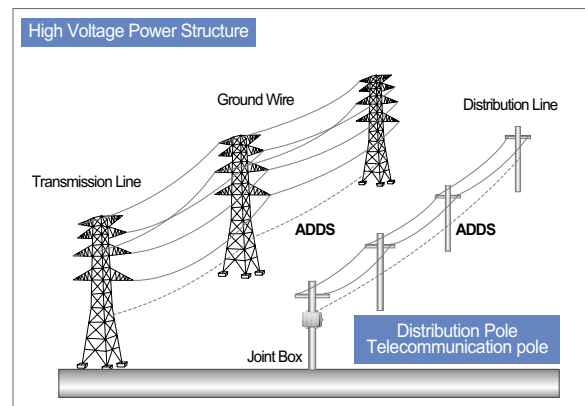 High Voltage Power Structure
Ground Wire
Distribution Line
Transmission Line
ADDS
ADDS
Distribution Pole
Telecommunication pole
Joint Box